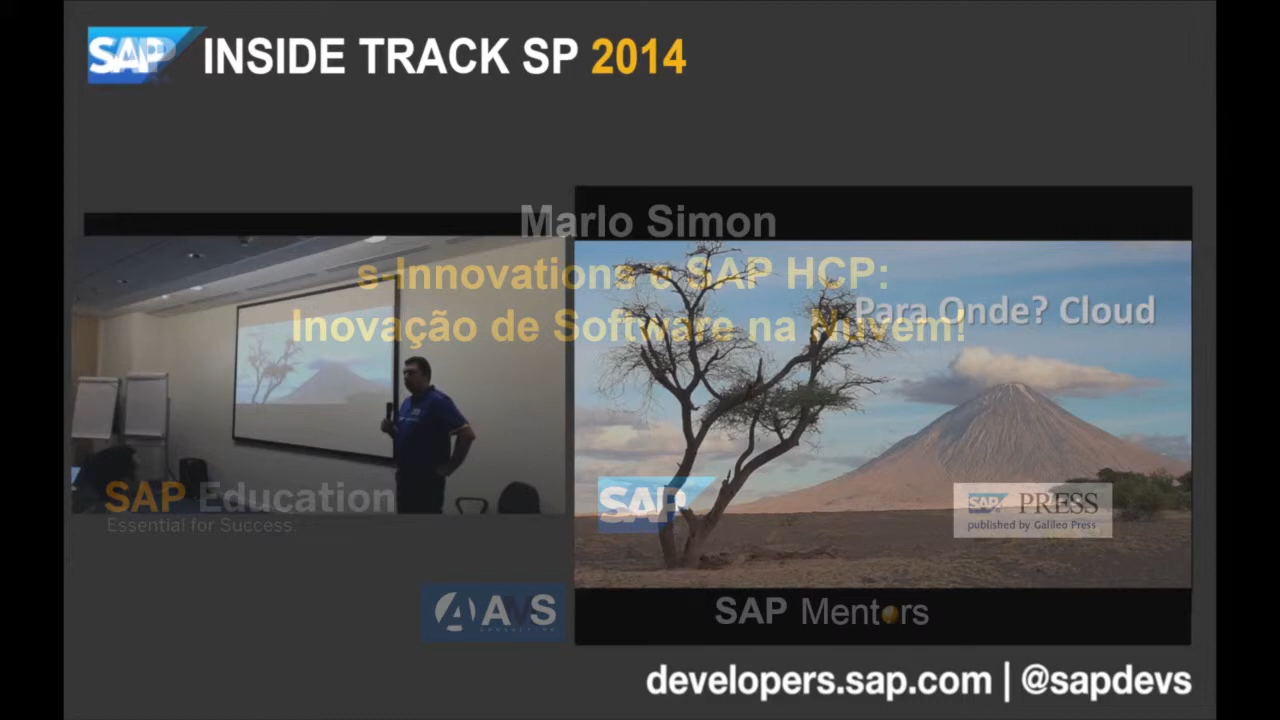 SAP INSIDE TRACK SP 2014
Marlo Simon
s-Innovations e SAP HCP:
Inovação de Software na Nuvem!
Para Onde? Cloud
SAP Education
Essential for Success.
SAP
SAP PRESS
published by Galileo Press
AMS
SAP Mentors
developers.sap.com | @sapdevs